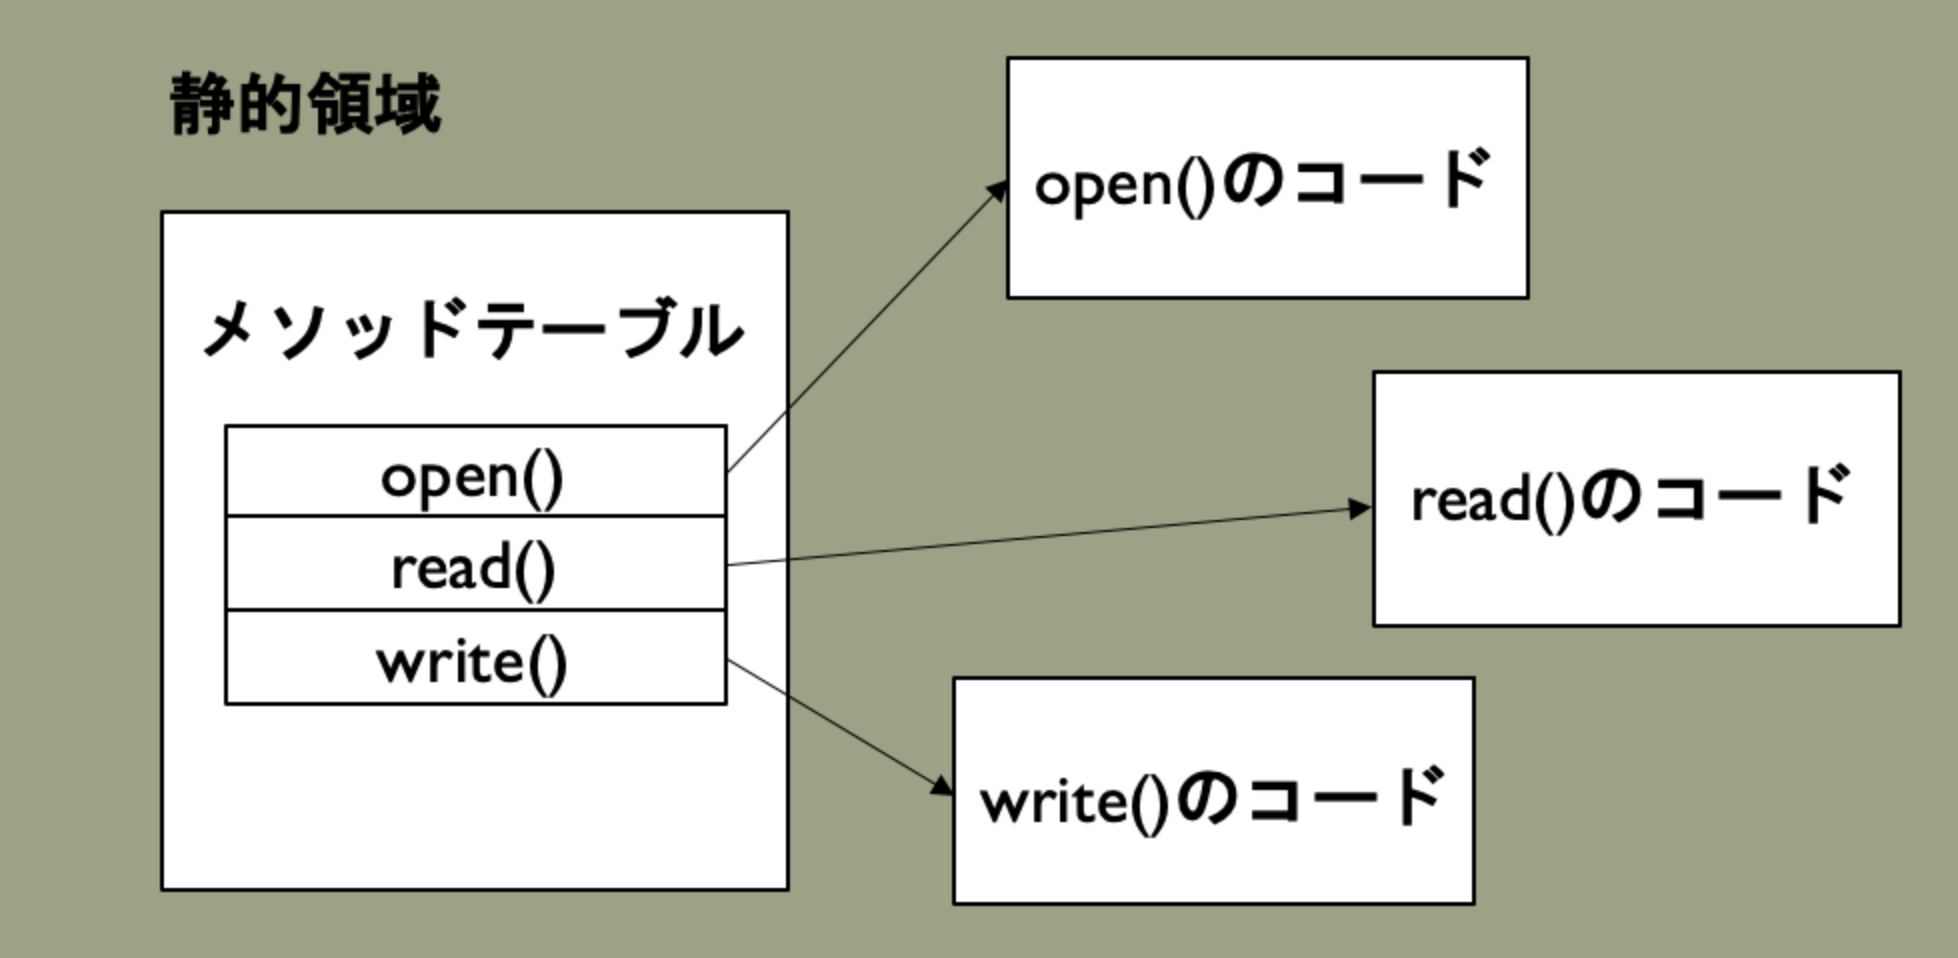 静的領域
メソッドテーブル
open()
read()
write()
open()のコード
read()のコード
write()のコード